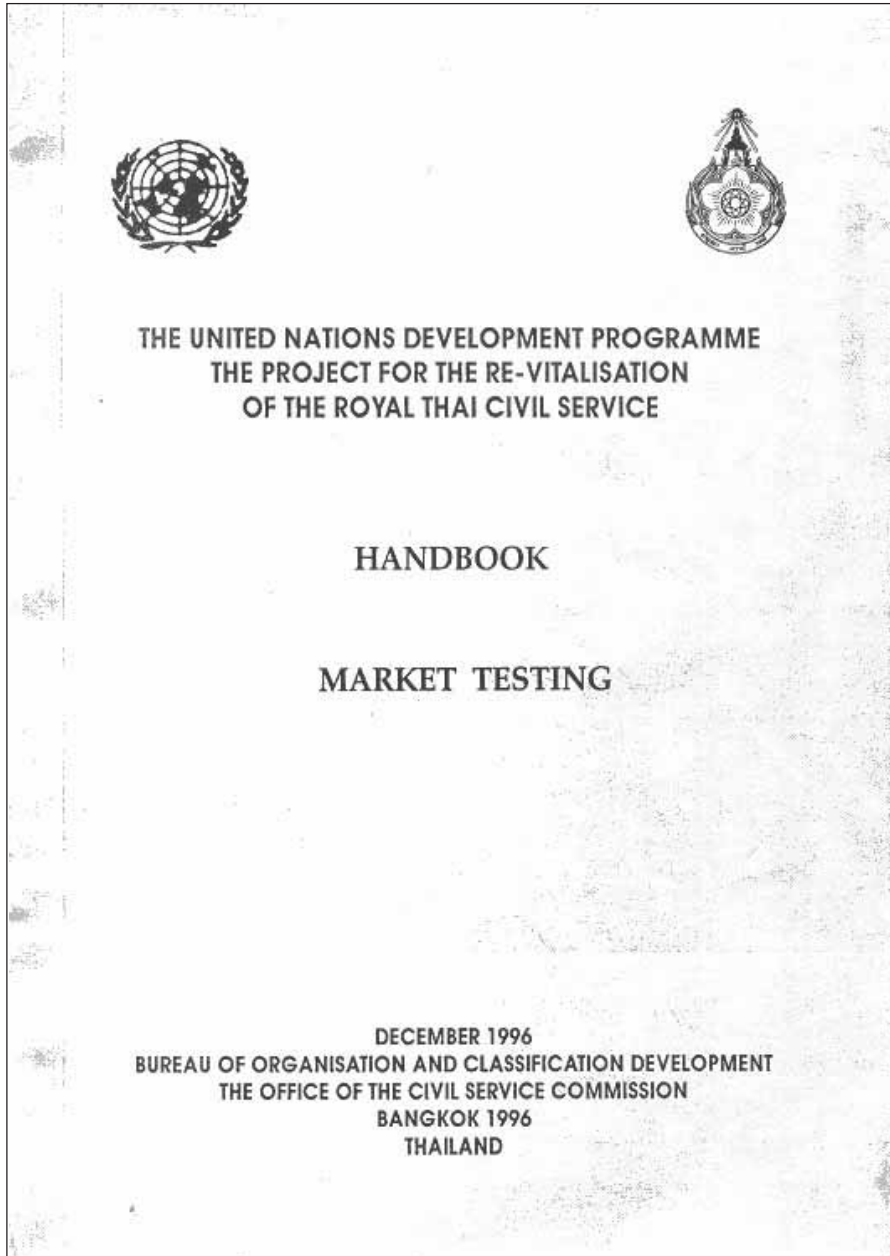 THE UNITED NATIONS DEVELOPMENT PROGRAMME
THE PROJECT FOR THE RE-VITALISATION
OF THE ROYAL THAI CIVIL SERVICE
HANDBOOK
MARKET TESTING
DECEMBER 1996
BUREAU OF ORGANISATION AND CLASSIFICATION DEVELOPMENT
THE OFFICE OF THE CIVIL SERVICE COMMISSION
BANGKOK 1996
THAILAND